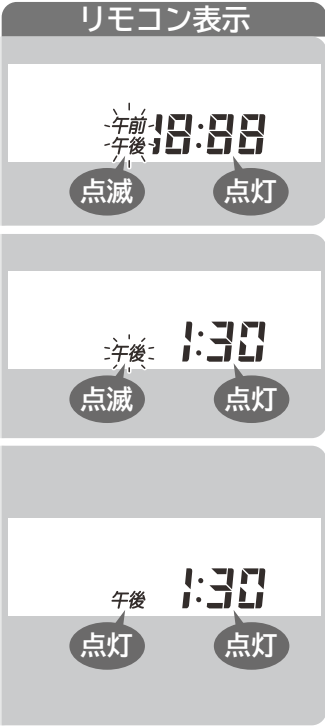 リモコン表示
午前
午後
18:88
点滅
点灯
午後 1:30
点滅
点灯
午後 1:30
点灯
点灯